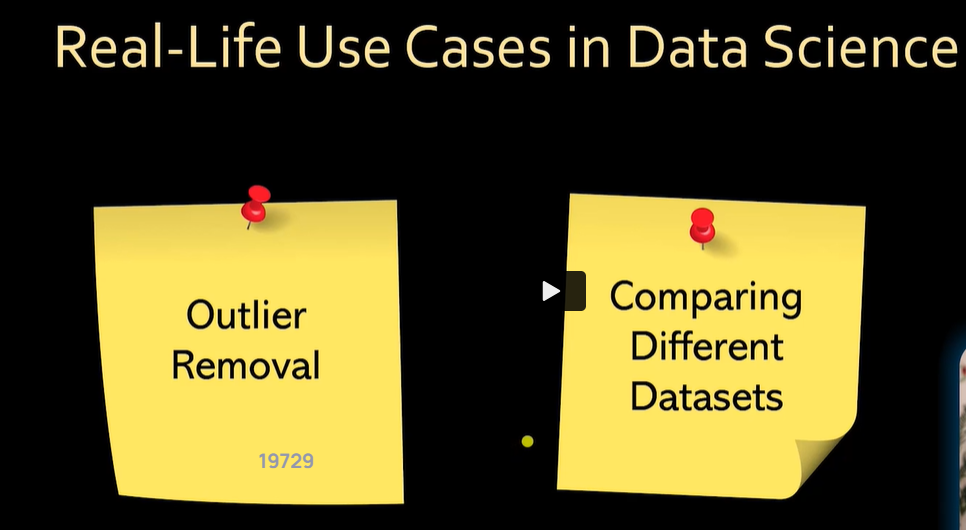 Real-Life Use Cases in Data Science
Outlier
Removal
19729
Comparing
Different
Datasets